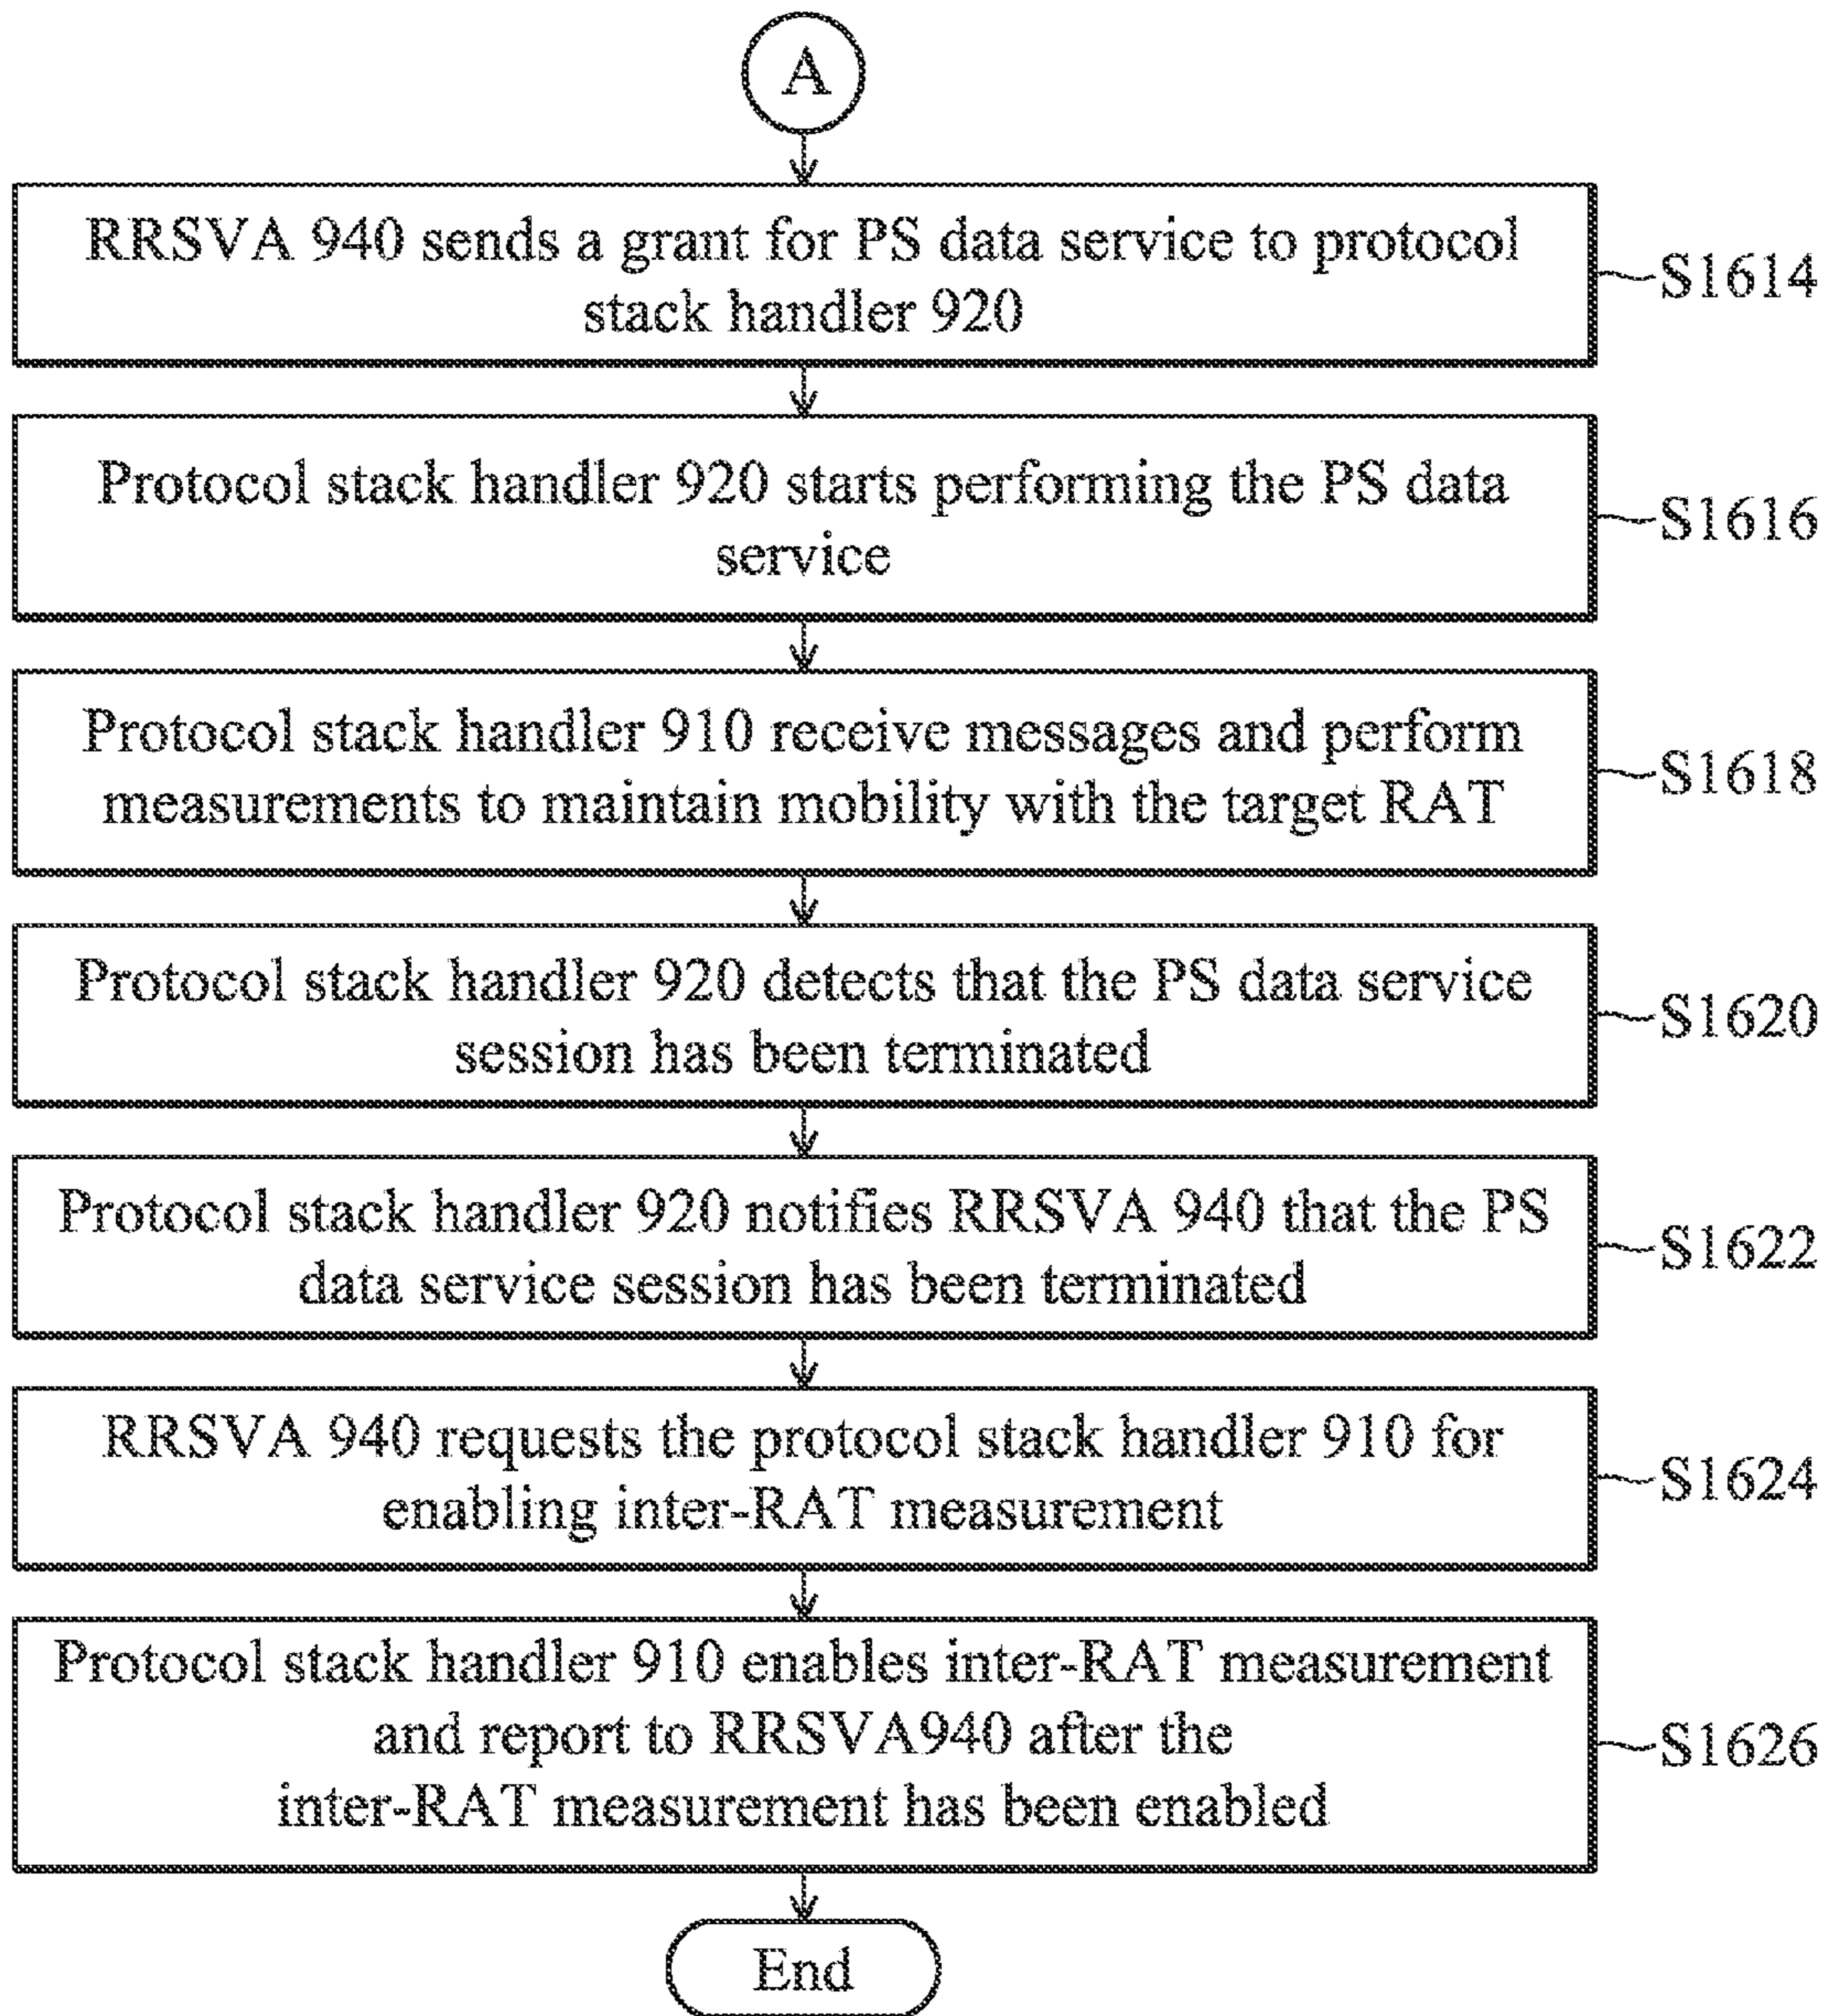 A
RRSVA 940 sends a grant for PS data service to protocol
stack handler 920
S1614
Protocol stack handler 920 starts performing the PS data
service
S1616
Protocol stack handler 910 receive messages and perform
measurements to maintain mobility with the target RAT
S1618
Protocol stack handler 920 detects that the PS data service
session has been terminated
S1620
Protocol stack handler 920 notifies RRSVA 940 that the PS
data service session has been terminated
S1622
RRSVA 940 requests the protocol stack handler 910 for
enabling inter-RAT measurement
S1624
Protocol stack handler 910 enables inter-RAT measurement
and report to RRSVA940 after the
inter-RAT measurement has been enabled
S1626
End